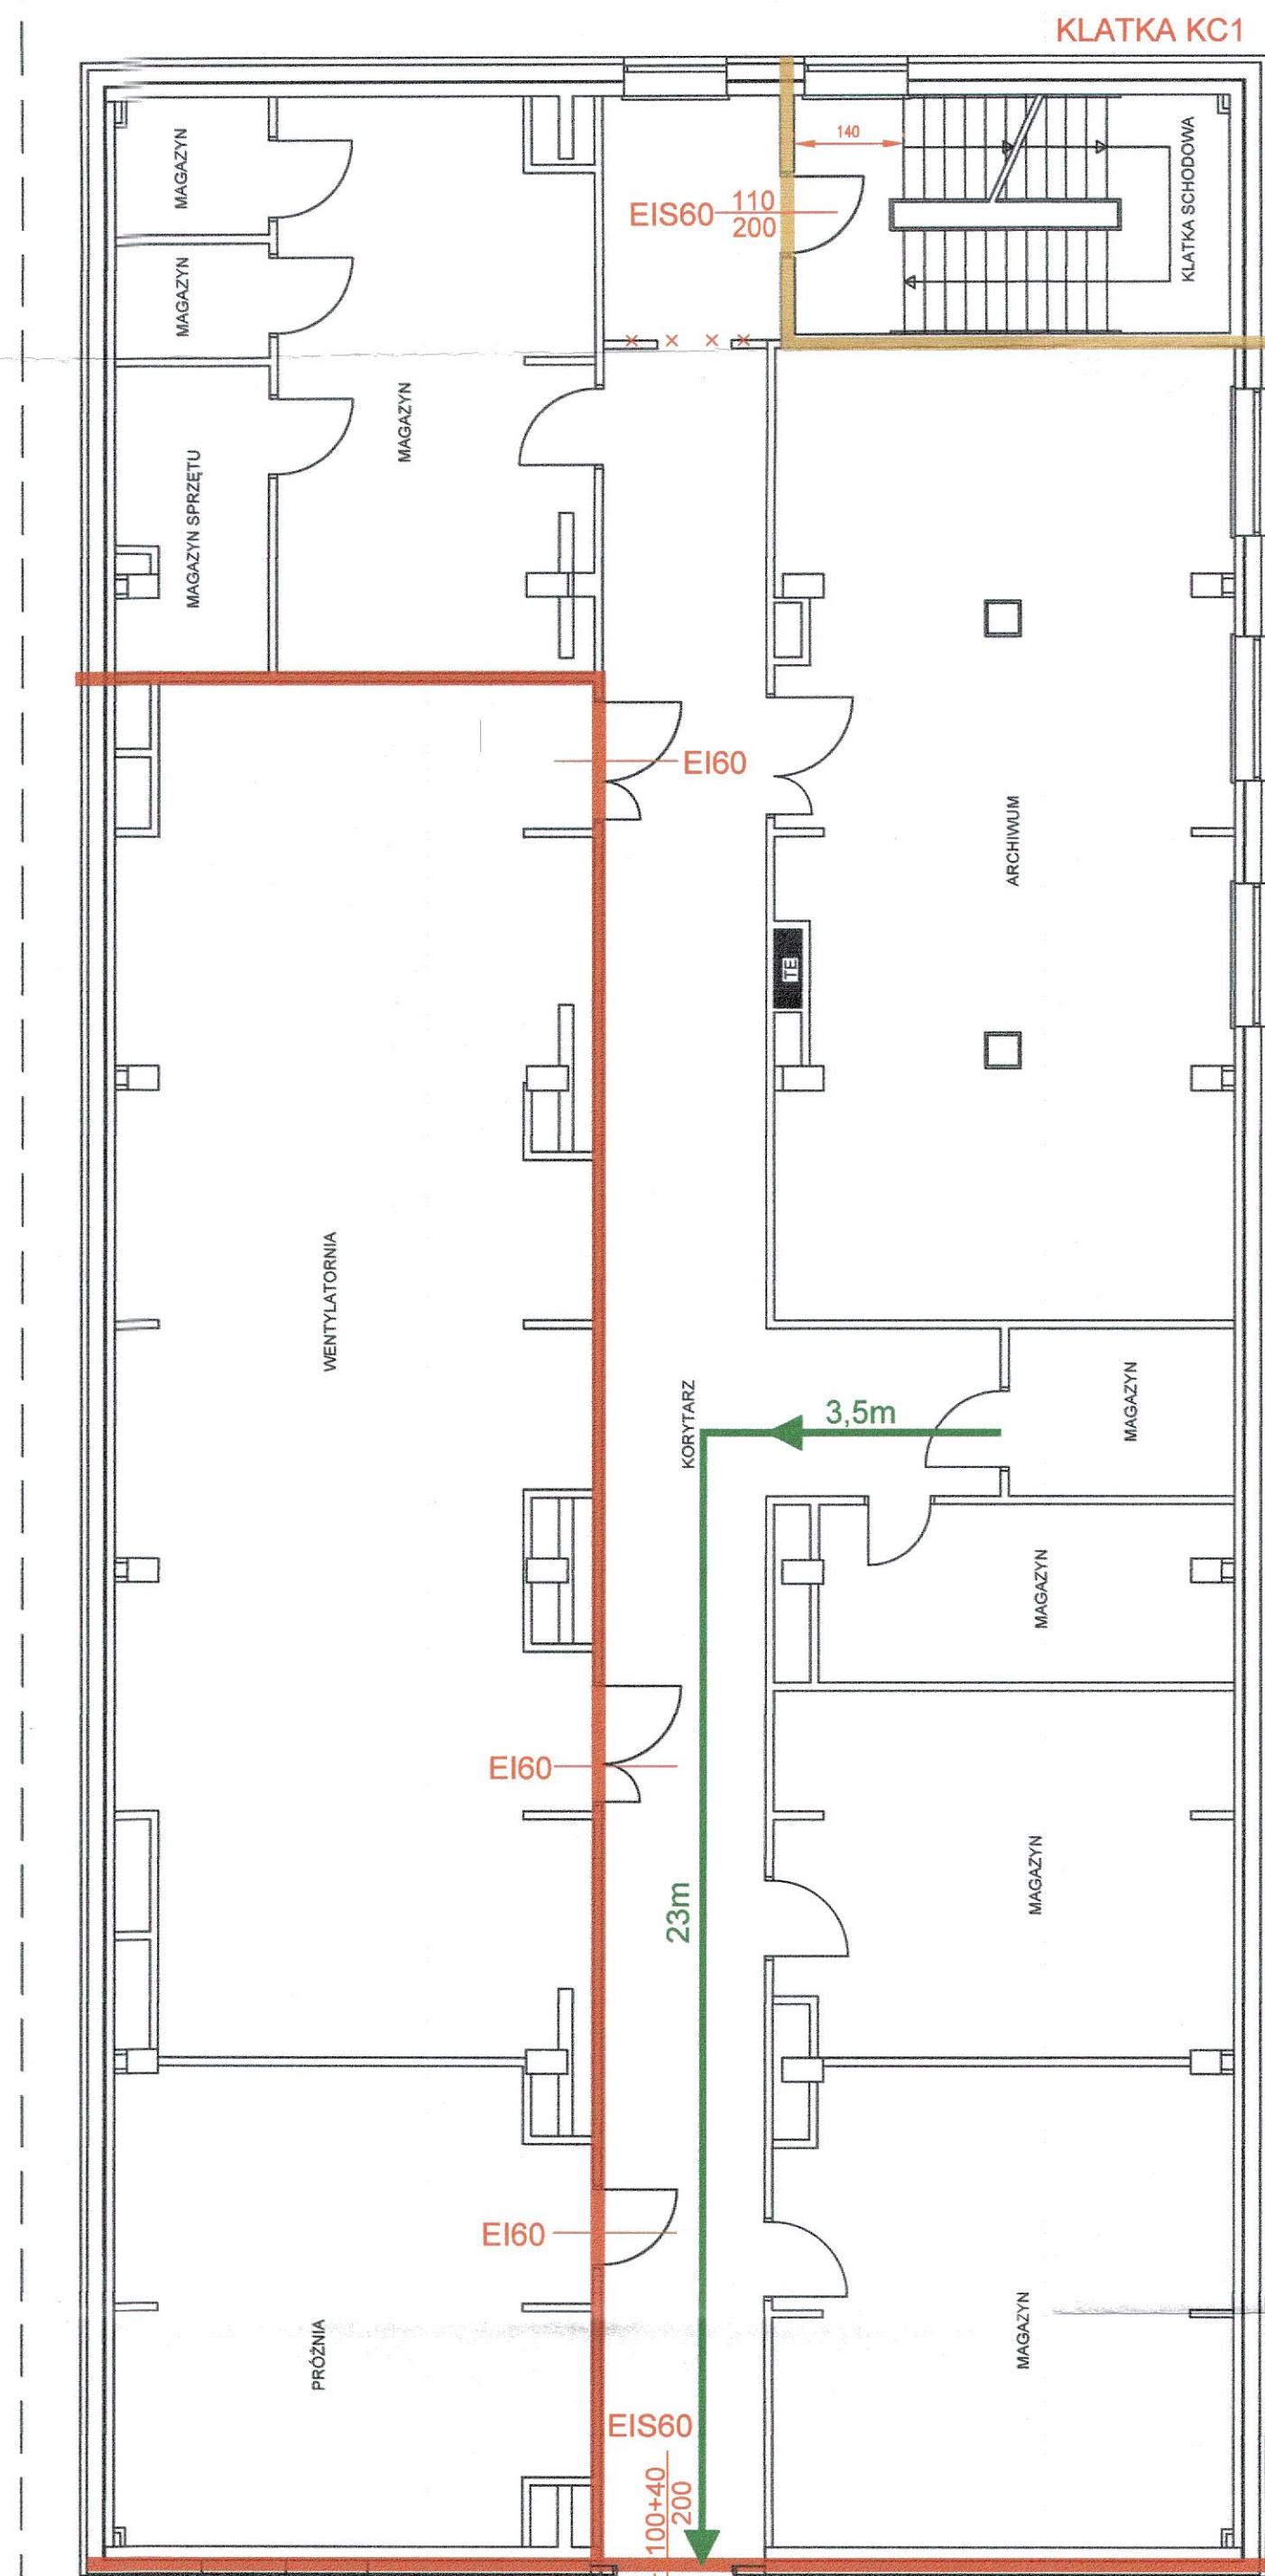 KLATKA KC1
140
MAGAZYN
KLATKA SCHODOWA
EIS60
110
200
MAGAZYN
MAGAZYN
MAGAZYN SPRZĘTU
EI60
ARCHIWUM
TE
WENTYLATORNIA
KORYTARZ
3,5m
MAGAZYN
MAGAZYN
EI60
MAGAZYN
23m
EI60
PRÓŻNIA
MAGAZYN
EIS60
100+40
200